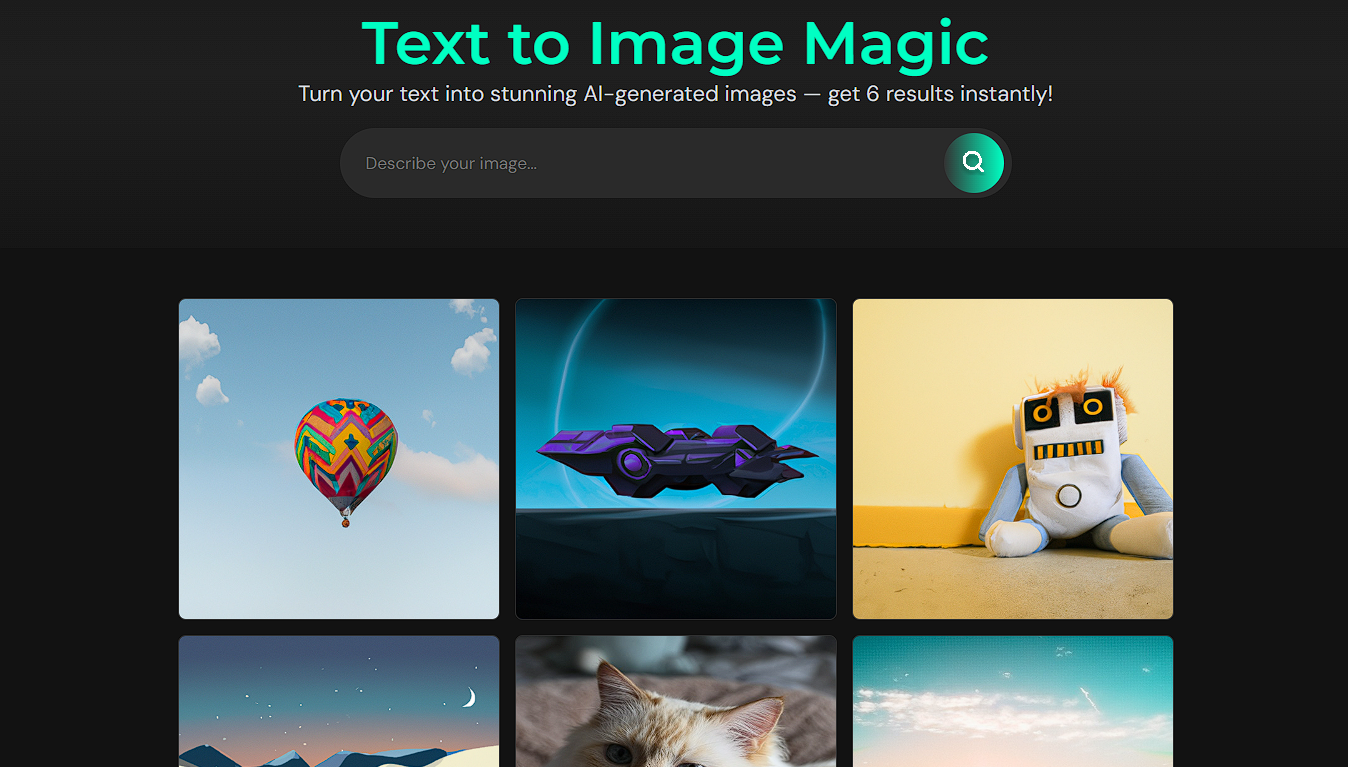 Text to Image Magic
Turn your text into stunning AI-generated images — get 6 results instantly!
Describe your image...